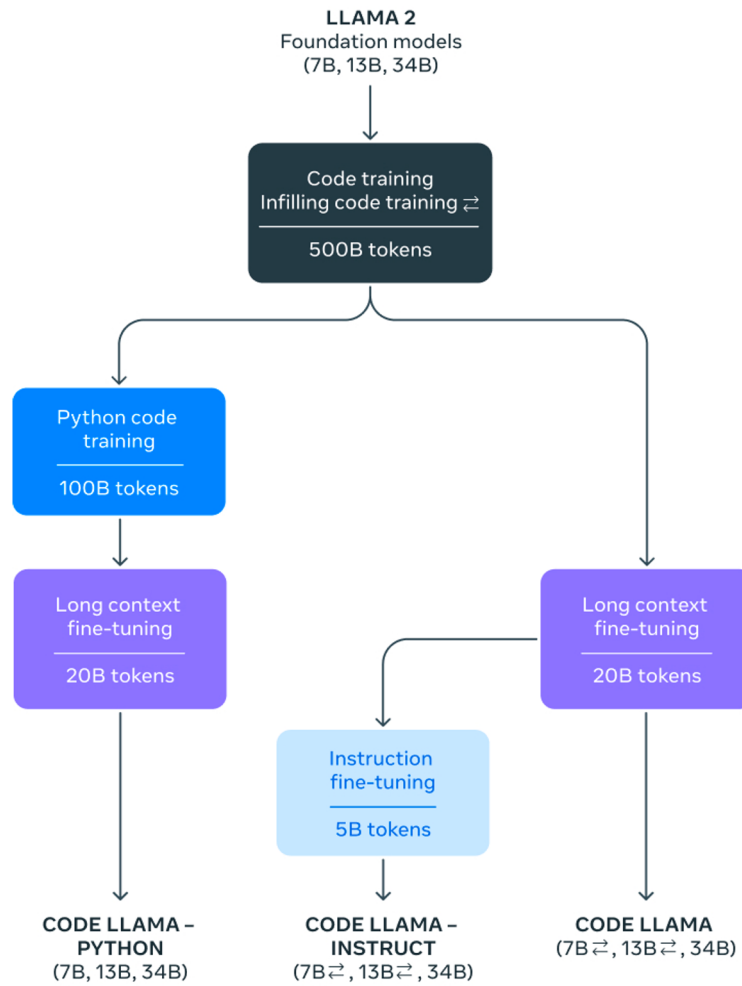 LLAMA 2
Foundation models
(7B, 13B, 34B)
Code training
Infilling code training ⇄
500B tokens
Python code
training
100B tokens
Long context
fine-tuning
20B tokens
Long context
fine-tuning
20B tokens
Instruction
fine-tuning
5B tokens
CODE LLAMA –
PYTHON
(7B, 13B, 34B)
CODE LLAMA –
INSTRUCT
(7B⇄, 13B⇄, 34B)
CODE LLAMA
(7B⇄, 13B⇄, 34B)